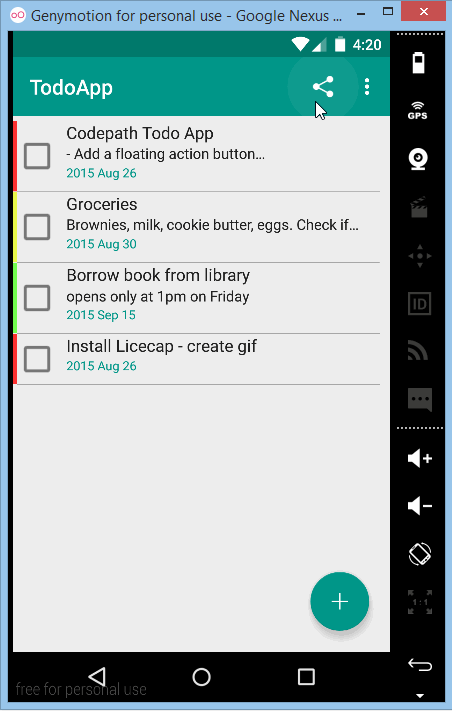 Genymotion for personal use - Google Nexus ...
4:20
TodoApp
GPS
Codepath Todo App
- Add a floating action button...
2015 Aug 26
Groceries
Brownies, milk, cookie butter, eggs. Check if...
2015 Aug 30
Borrow book from library
opens only at 1pm on Friday
2015 Sep 15
ID
Install Licecap - create gif
2015 Aug 26
1:1
free for personal use